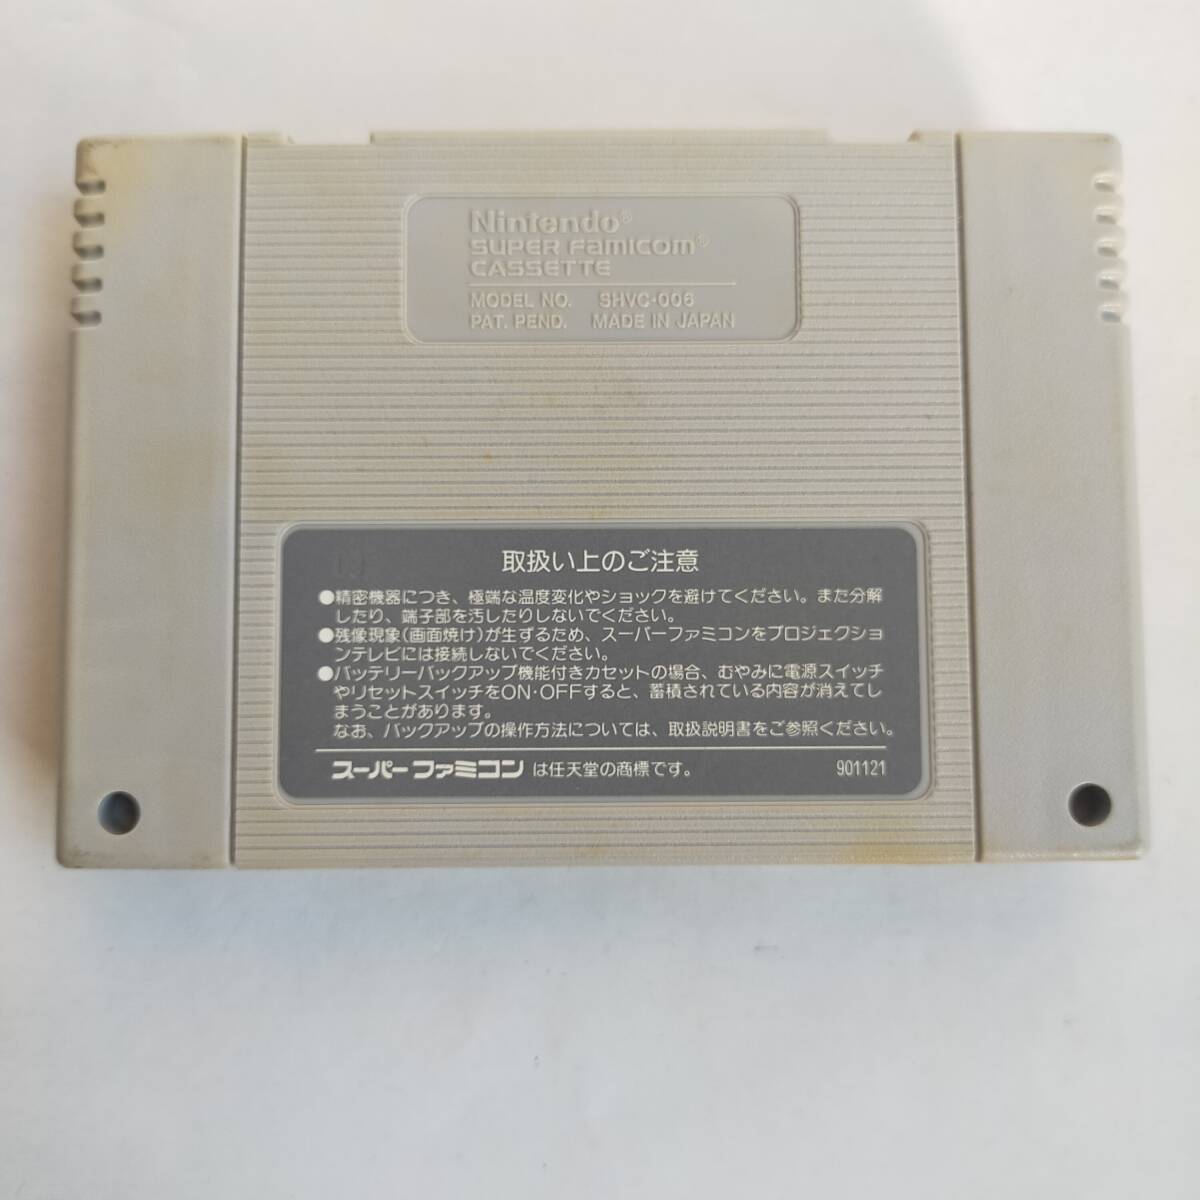 Nintendo®
SUPER FAMICOM®
CASSETTE
MODEL NO. SHVC-006
PAT. PEND. MADE IN JAPAN
取扱い上のご注意
●精密機器につき、極端な温度変化やショックを避けてください。また分解
したり、端子部を汚したりしないでください。
●残像現象(画面焼け)が生ずるため、スーパーファミコンをプロジェクショ
ンテレビには接続しないでください。
●バッテリーバックアップ機能付きカセットの場合、むやみに電源スイッチ
やリセットスイッチをON・OFFすると、蓄積されている内容が消えてし
まうことがあります。
なお、バックアップの操作方法については、取扱説明書をご参照ください。
スーパーファミコン は任天堂の商標です。 901121